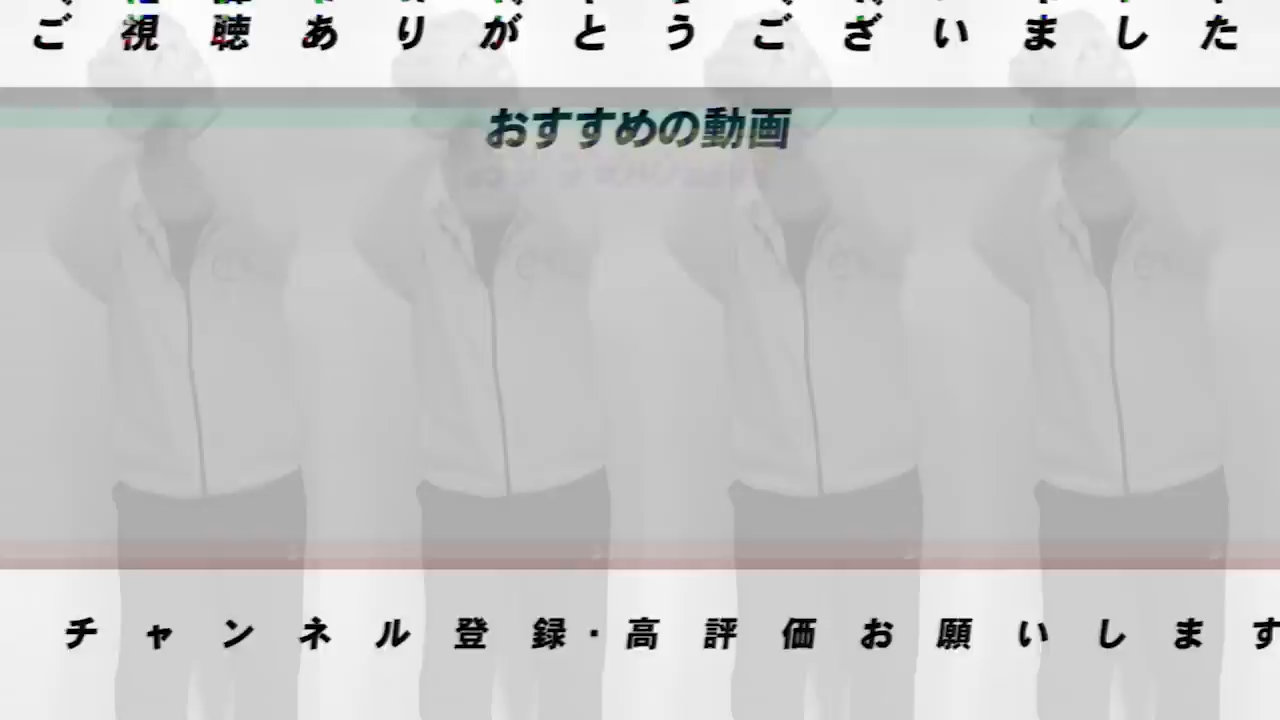 ご視聴ありがとうございました
おすすめの動画
チャンネル登録・高評価お願いします